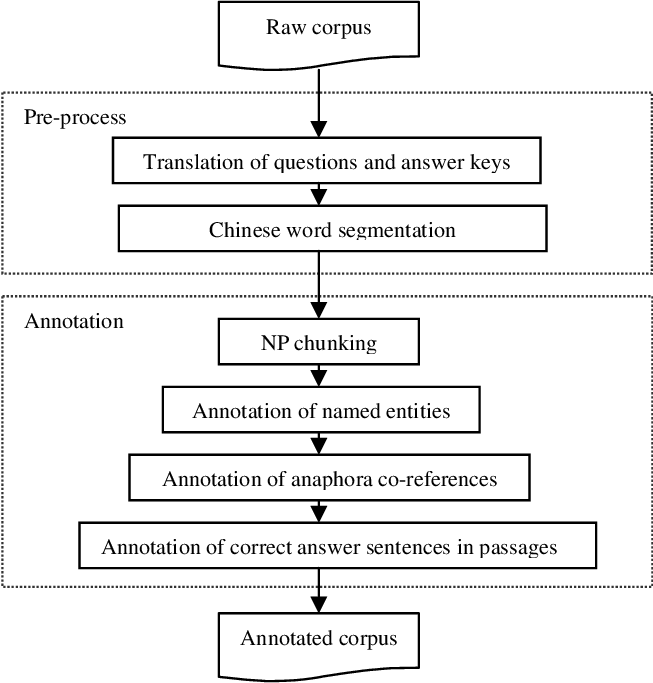 Raw corpus
Pre-process
Translation of questions and answer keys
Chinese word segmentation
Annotation
NP chunking
Annotation of named entities
Annotation of anaphora co-references
Annotation of correct answer sentences in passages
Annotated corpus